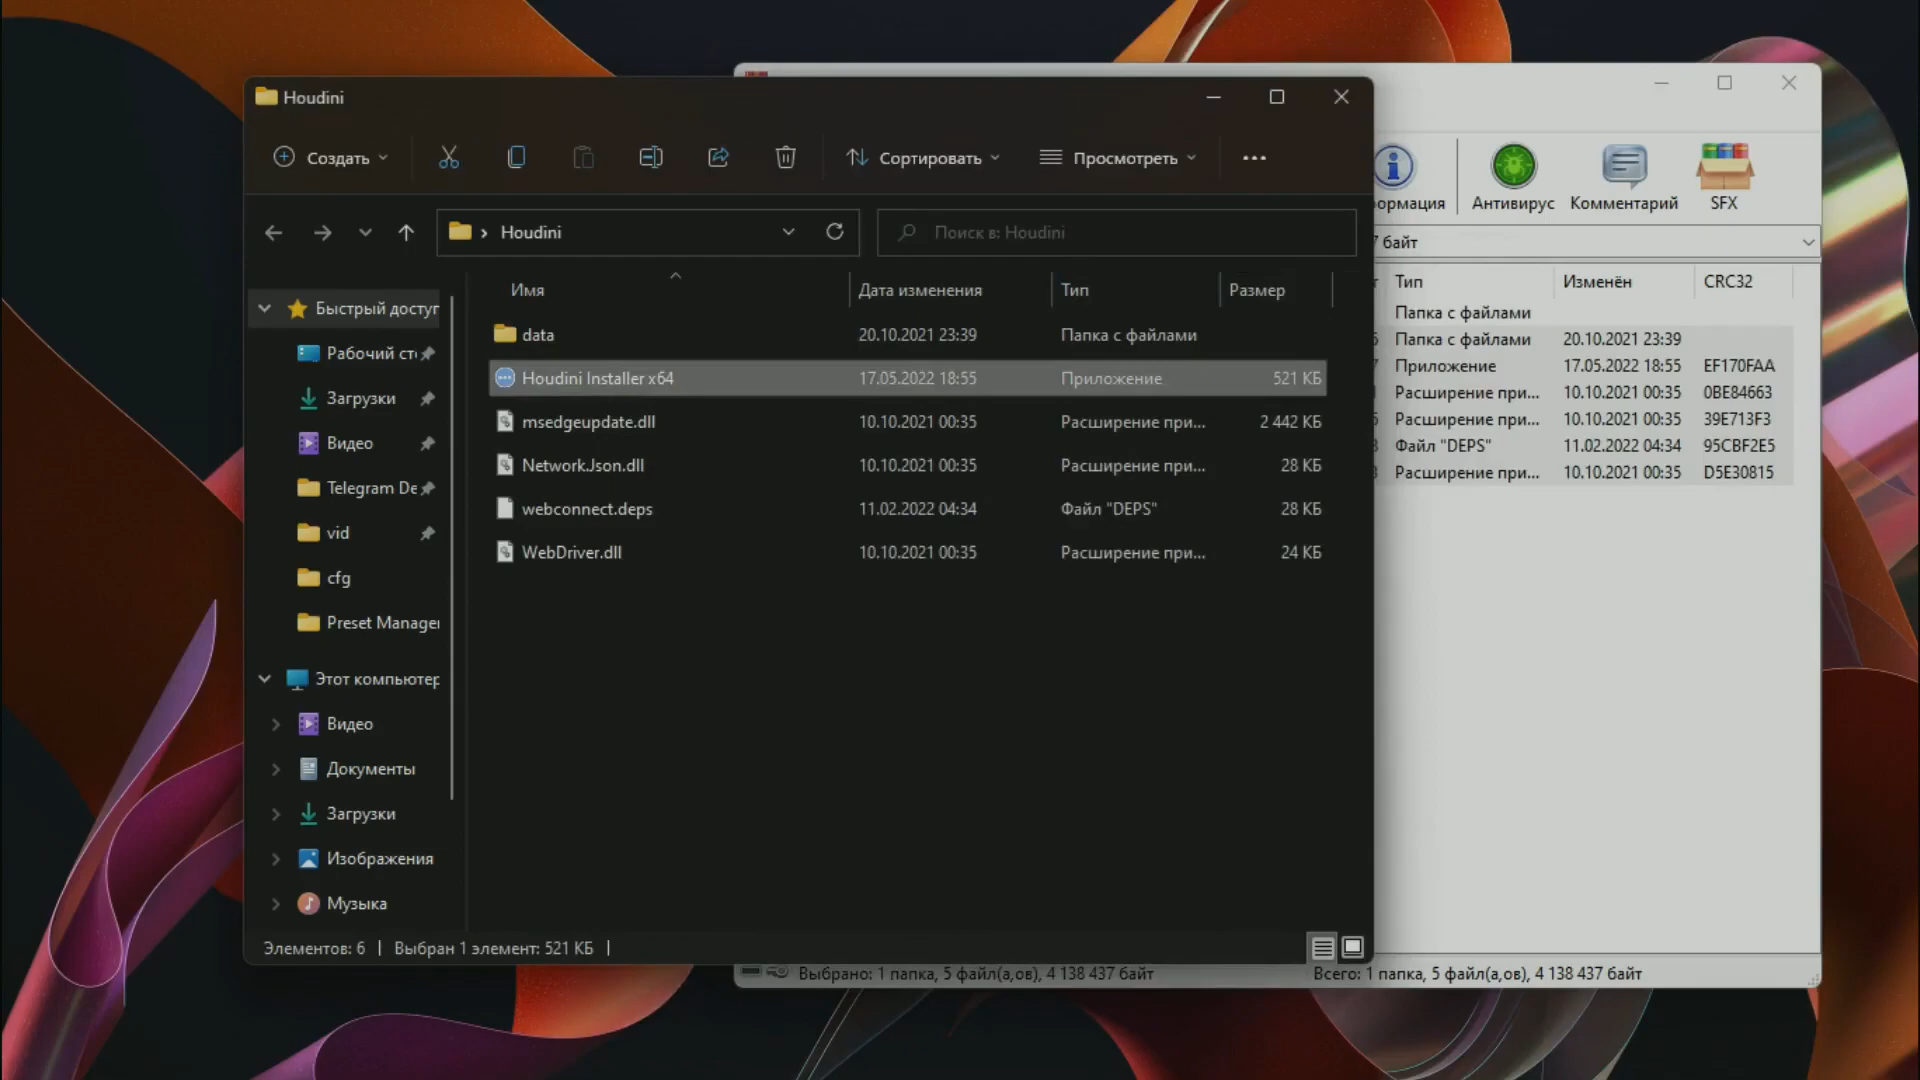 Houdini
Создать
Сортировать
Просмотреть
Houdini
Поиск в: Houdini
Имя
Дата изменения
Тип
Размер
data
20.10.2021 23:39
Папка с файлами
Houdini Installer x64
17.05.2022 18:55
Приложение
521 КБ
msedgeupdate.dll
10.10.2021 00:35
Расширение при...
2 442 КБ
Network.Json.dll
10.10.2021 00:35
Расширение при...
28 КБ
webconnect.deps
11.02.2022 04:34
Файл "DEPS"
28 КБ
WebDriver.dll
10.10.2021 00:35
Расширение при...
24 КБ
Быстрый доступ
Рабочий сто
Загрузки
Видео
Telegram De
vid
cfg
Preset Manager
Этот компьютер
Видео
Документы
Загрузки
Изображения
Музыка
Элементов: 6
Выбран 1 элемент: 521 КБ
ормация
Антивирус
Комментарий
SFX
7 байт
Тип
Изменён
CRC32
Папка с файлами
Папка с файлами
20.10.2021 23:39
Приложение
17.05.2022 18:55
EF170FAA
Расширение при...
10.10.2021 00:35
0BE84663
Расширение при...
10.10.2021 00:35
39E713F3
Файл "DEPS"
11.02.2022 04:34
95CBF2E5
Расширение при...
10.10.2021 00:35
D5E30815
Выбрано: 1 папка, 5 файл(а,ов), 4 138 437 байт
Всего: 1 папка, 5 файл(а,ов), 4 138 437 байт